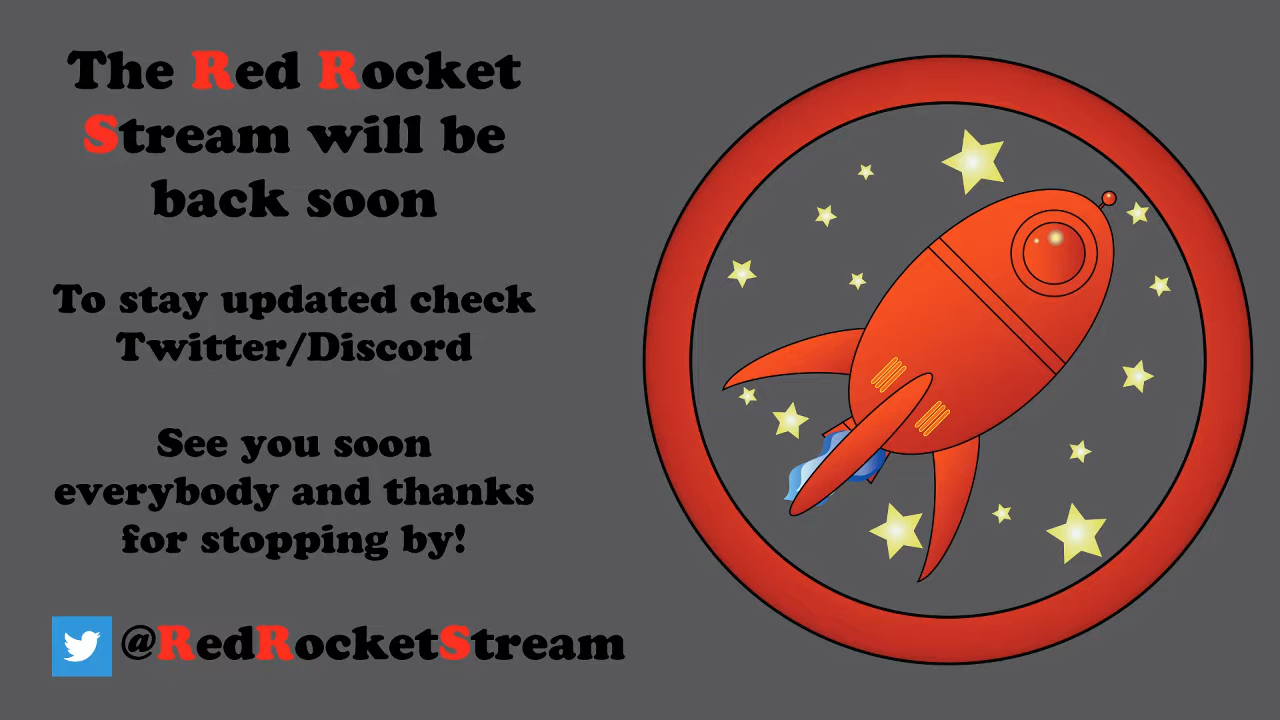 The Red Rocket
Stream will be
back soon
To stay updated check
Twitter/Discord
See you soon
everybody and thanks
for stopping by!
@RedRocketStream